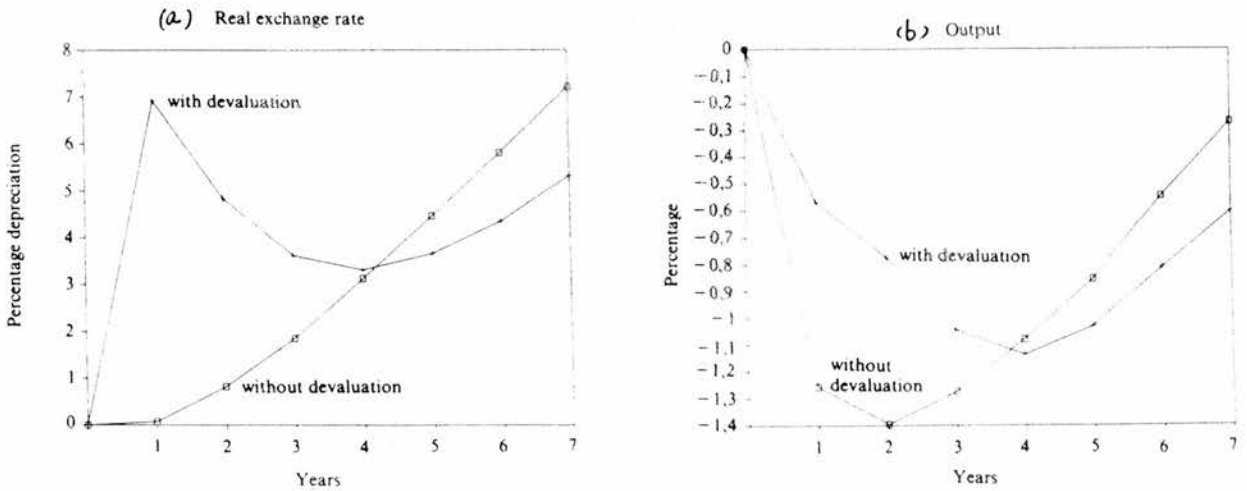 (a) Real exchange rate
8
7
6
5
4
3
2
1
0
Percentage depreciation
with devaluation
without devaluation
1 2 3 4 5 6 7
Years
(b) Output
0
−0,1
−0,2
−0,3
−0,4
−0,5
−0,6
−0,7
−0,8
−0,9
−1
−1,1
−1,2
−1,3
−1,4
Percentage
with devaluation
without
devaluation
1 2 3 4 5 6 7
Years